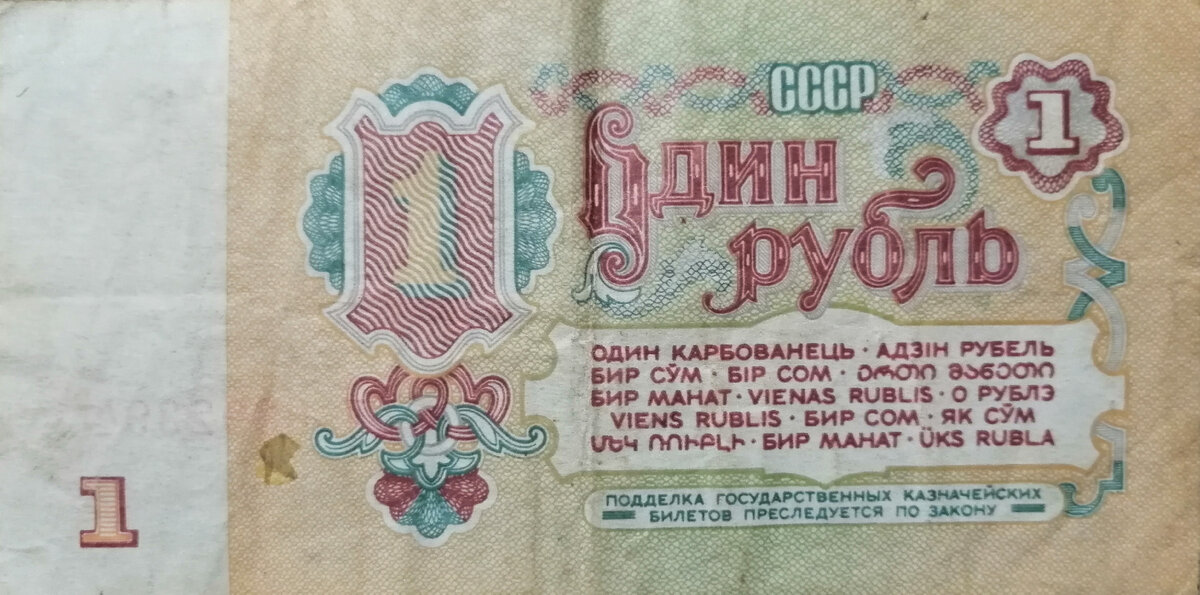 СССР
1
1
Один
рубль
ОДИН КАРБОВАНЕЦЬ · АДЗІН РУБЕЛЬ
БИР СЎМ · БІР СОМ · ᲔᲠᲗᲘ ᲛᲐᲜᲔᲗᲘ
БИР МАНАТ · VIENAS RUBLIS · О РУБЛЭ
VIENS RUBLIS · БИР СОМ · ЯК СӮМ
ՄԵԿ ՌՈՒԲԼԻ · БИР МАНАТ · ÜKS RUBLA
ПОДДЕЛКА ГОСУДАРСТВЕННЫХ КАЗНАЧЕЙСКИХ
БИЛЕТОВ ПРЕСЛЕДУЕТСЯ ПО ЗАКОНУ
1